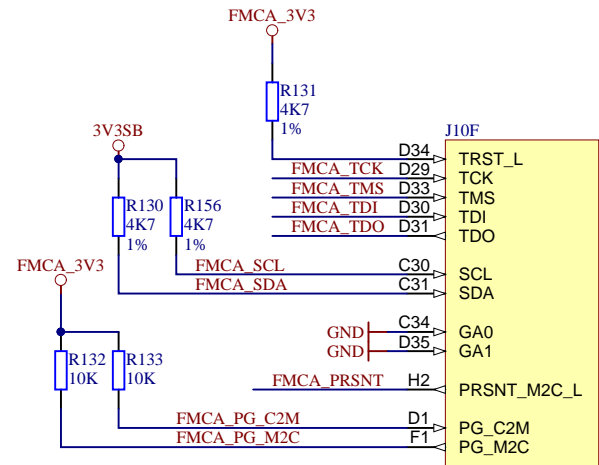 FMCA_3V3
R131
4K7
1%
J10F
3V3SB
D34 TRST_L
FMCA_TCK D29 TCK
FMCA_TMS D33 TMS
R130
4K7
1%
R156
4K7
1%
FMCA_TDI D30 TDI
FMCA_TDO D31 TDO
FMCA_3V3
FMCA_SCL C30 SCL
FMCA_SDA C31 SDA
GND C34 GA0
GND D35 GA1
R132
10K
R133
10K
FMCA_PRSNT H2 PRSNT_M2C_L
FMCA_PG_C2M D1 PG_C2M
FMCA_PG_M2C F1 PG_M2C